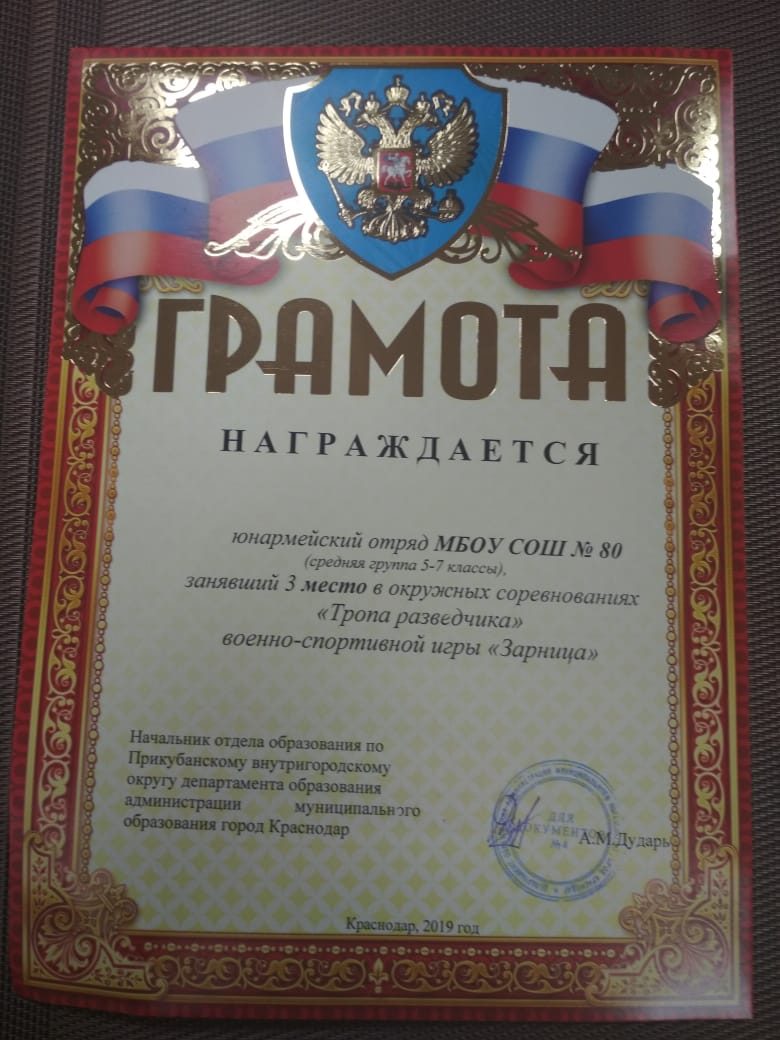 ГРАМОТА
НАГРАЖДАЕТСЯ
юнармейский отряд МБОУ СОШ № 80
(средняя группа 5-7 классы),
занявший 3 место в окружных соревнованиях
«Тропа разведчика»
военно-спортивной игры «Зарница»
Начальник отдела образования по
Прикубанскому внутригородскому
округу департамента образования
администрации муниципального
образования город Краснодар
ДЛЯ
ДОКУМЕНТОВ
А.М.Дударь
Краснодар, 2019 год